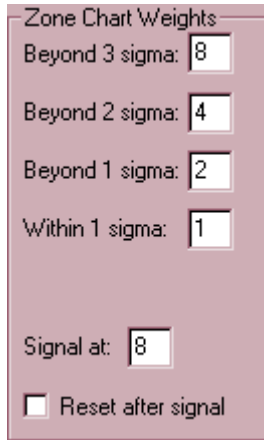 Zone Chart Weights
Beyond 3 sigma: 8
Beyond 2 sigma: 4
Beyond 1 sigma: 2
Within 1 sigma: 1
Signal at: 8
Reset after signal